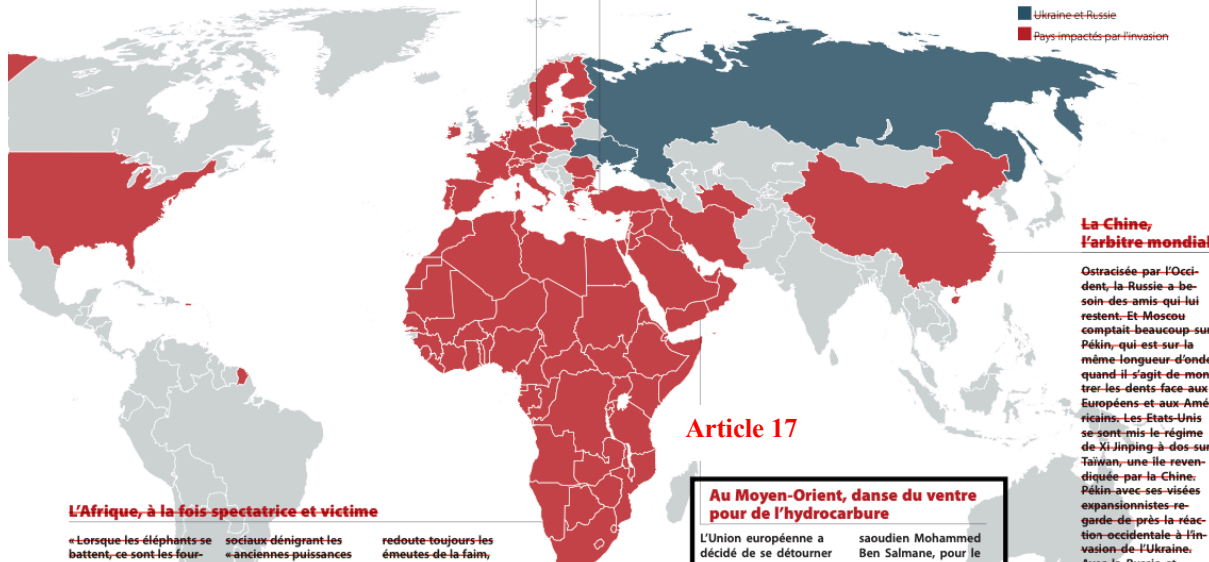 Ukraine et Russie
Pays impactés par l'invasion
La Chine,
l'arbitre mondial
Ostracisée par l'Occi-
dent, la Russie a be-
soin des amis qui lui
restent. Et Moscou
comptait beaucoup sur
Pékin, qui est sur la
même longueur d'onde
quand il s'agit de mon-
trer les dents face aux
Européens et aux Amé-
ricains. Les Etats-Unis
se sont mis le régime
de Xi Jinping à dos sur
Taïwan, une île reven-
diquée par la Chine.
Pékin avec ses visées
expansionnistes re-
garde de près la réac-
tion occidentale à l'in-
vasion de l'Ukraine.
Avec la Russie et
Article 17
L'Afrique, à la fois spectatrice et victime
« Lorsque les éléphants se
battent, ce sont les four-
sociaux dénigrant les
« anciennes puissances
redoute toujours les
émeutes de la faim,
Au Moyen-Orient, danse du ventre
pour de l'hydrocarbure
L'Union européenne a
décidé de se détourner
saoudien Mohammed
Ben Salmane, pour le